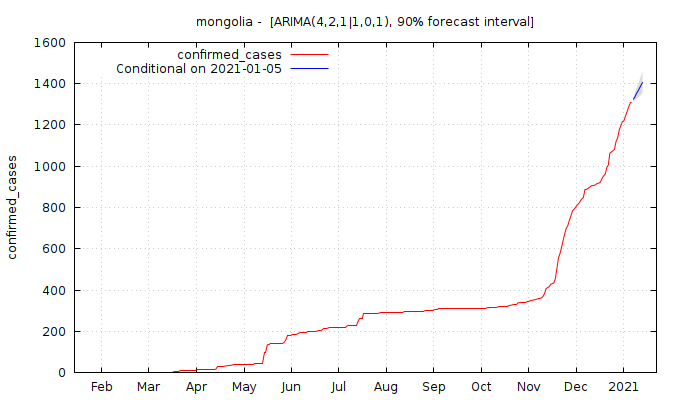 mongolia -  [ARIMA(4,2,1|1,0,1), 90% forecast interval]
confirmed_cases
Conditional on 2021-01-05
confirmed_cases
1600
1400
1200
1000
800
600
400
200
0
Feb Mar Apr May Jun Jul Aug Sep Oct Nov Dec 2021